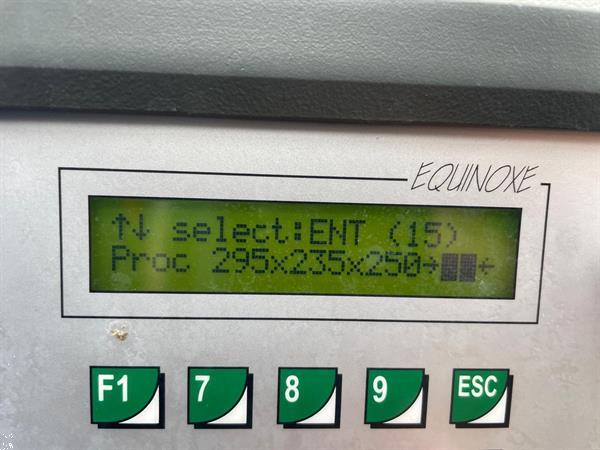 EQUINOXE
↑↓ select:ENT (15)
Proc 295x235x250→██←
F1 7 8 9 ESC